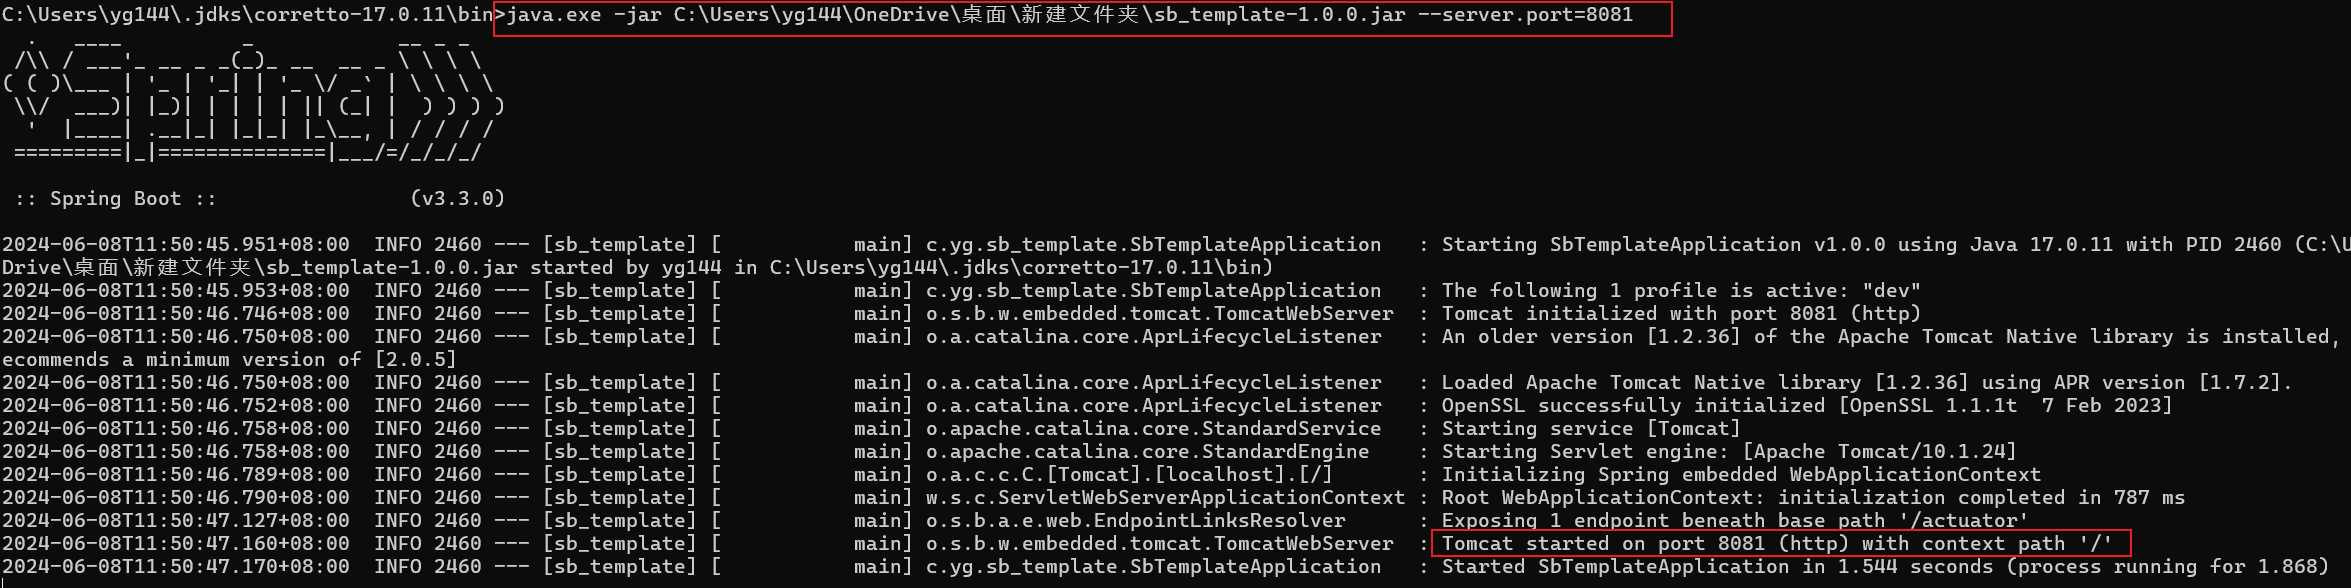 C:\Users\yg144\.jdks\corretto-17.0.11\bin>java.exe -jar C:\Users\yg144\OneDrive\桌面\新建文件夹\sb_template-1.0.0.jar --server.port=8081
  .   ____          _            __ _ _
 /\\ / ___'_ __ _ _(_)_ __  __ _ \ \ \ \
( ( )\___ | '_ | '_| | '_ \/ _` | \ \ \ \
 \\/  ___)| |_)| | | | | || (_| |  ) ) ) )
  '  |____| .__|_| |_|_| |_\__, | / / / /
 =========|_|==============|___/=/_/_/_/
 :: Spring Boot ::                (v3.3.0)
2024-06-08T11:50:45.951+08:00  INFO 2460 --- [sb_template] [           main] c.yg.sb_template.SbTemplateApplication   : Starting SbTemplateApplication v1.0.0 using Java 17.0.11 with PID 2460 (C:\U
Drive\桌面\新建文件夹\sb_template-1.0.0.jar started by yg144 in C:\Users\yg144\.jdks\corretto-17.0.11\bin)
2024-06-08T11:50:45.953+08:00  INFO 2460 --- [sb_template] [           main] c.yg.sb_template.SbTemplateApplication   : The following 1 profile is active: "dev"
2024-06-08T11:50:46.746+08:00  INFO 2460 --- [sb_template] [           main] o.s.b.w.embedded.tomcat.TomcatWebServer  : Tomcat initialized with port 8081 (http)
2024-06-08T11:50:46.750+08:00  INFO 2460 --- [sb_template] [           main] o.a.catalina.core.AprLifecycleListener   : An older version [1.2.36] of the Apache Tomcat Native library is installed,
ecommends a minimum version of [2.0.5]
2024-06-08T11:50:46.750+08:00  INFO 2460 --- [sb_template] [           main] o.a.catalina.core.AprLifecycleListener   : Loaded Apache Tomcat Native library [1.2.36] using APR version [1.7.2].
2024-06-08T11:50:46.752+08:00  INFO 2460 --- [sb_template] [           main] o.a.catalina.core.AprLifecycleListener   : OpenSSL successfully initialized [OpenSSL 1.1.1t  7 Feb 2023]
2024-06-08T11:50:46.758+08:00  INFO 2460 --- [sb_template] [           main] o.apache.catalina.core.StandardService   : Starting service [Tomcat]
2024-06-08T11:50:46.758+08:00  INFO 2460 --- [sb_template] [           main] o.apache.catalina.core.StandardEngine    : Starting Servlet engine: [Apache Tomcat/10.1.24]
2024-06-08T11:50:46.789+08:00  INFO 2460 --- [sb_template] [           main] o.a.c.c.C.[Tomcat].[localhost].[/]       : Initializing Spring embedded WebApplicationContext
2024-06-08T11:50:46.790+08:00  INFO 2460 --- [sb_template] [           main] w.s.c.ServletWebServerApplicationContext : Root WebApplicationContext: initialization completed in 787 ms
2024-06-08T11:50:47.127+08:00  INFO 2460 --- [sb_template] [           main] o.s.b.a.e.web.EndpointLinksResolver      : Exposing 1 endpoint beneath base path '/actuator'
2024-06-08T11:50:47.160+08:00  INFO 2460 --- [sb_template] [           main] o.s.b.w.embedded.tomcat.TomcatWebServer  : Tomcat started on port 8081 (http) with context path '/'
2024-06-08T11:50:47.170+08:00  INFO 2460 --- [sb_template] [           main] c.yg.sb_template.SbTemplateApplication   : Started SbTemplateApplication in 1.544 seconds (process running for 1.868)